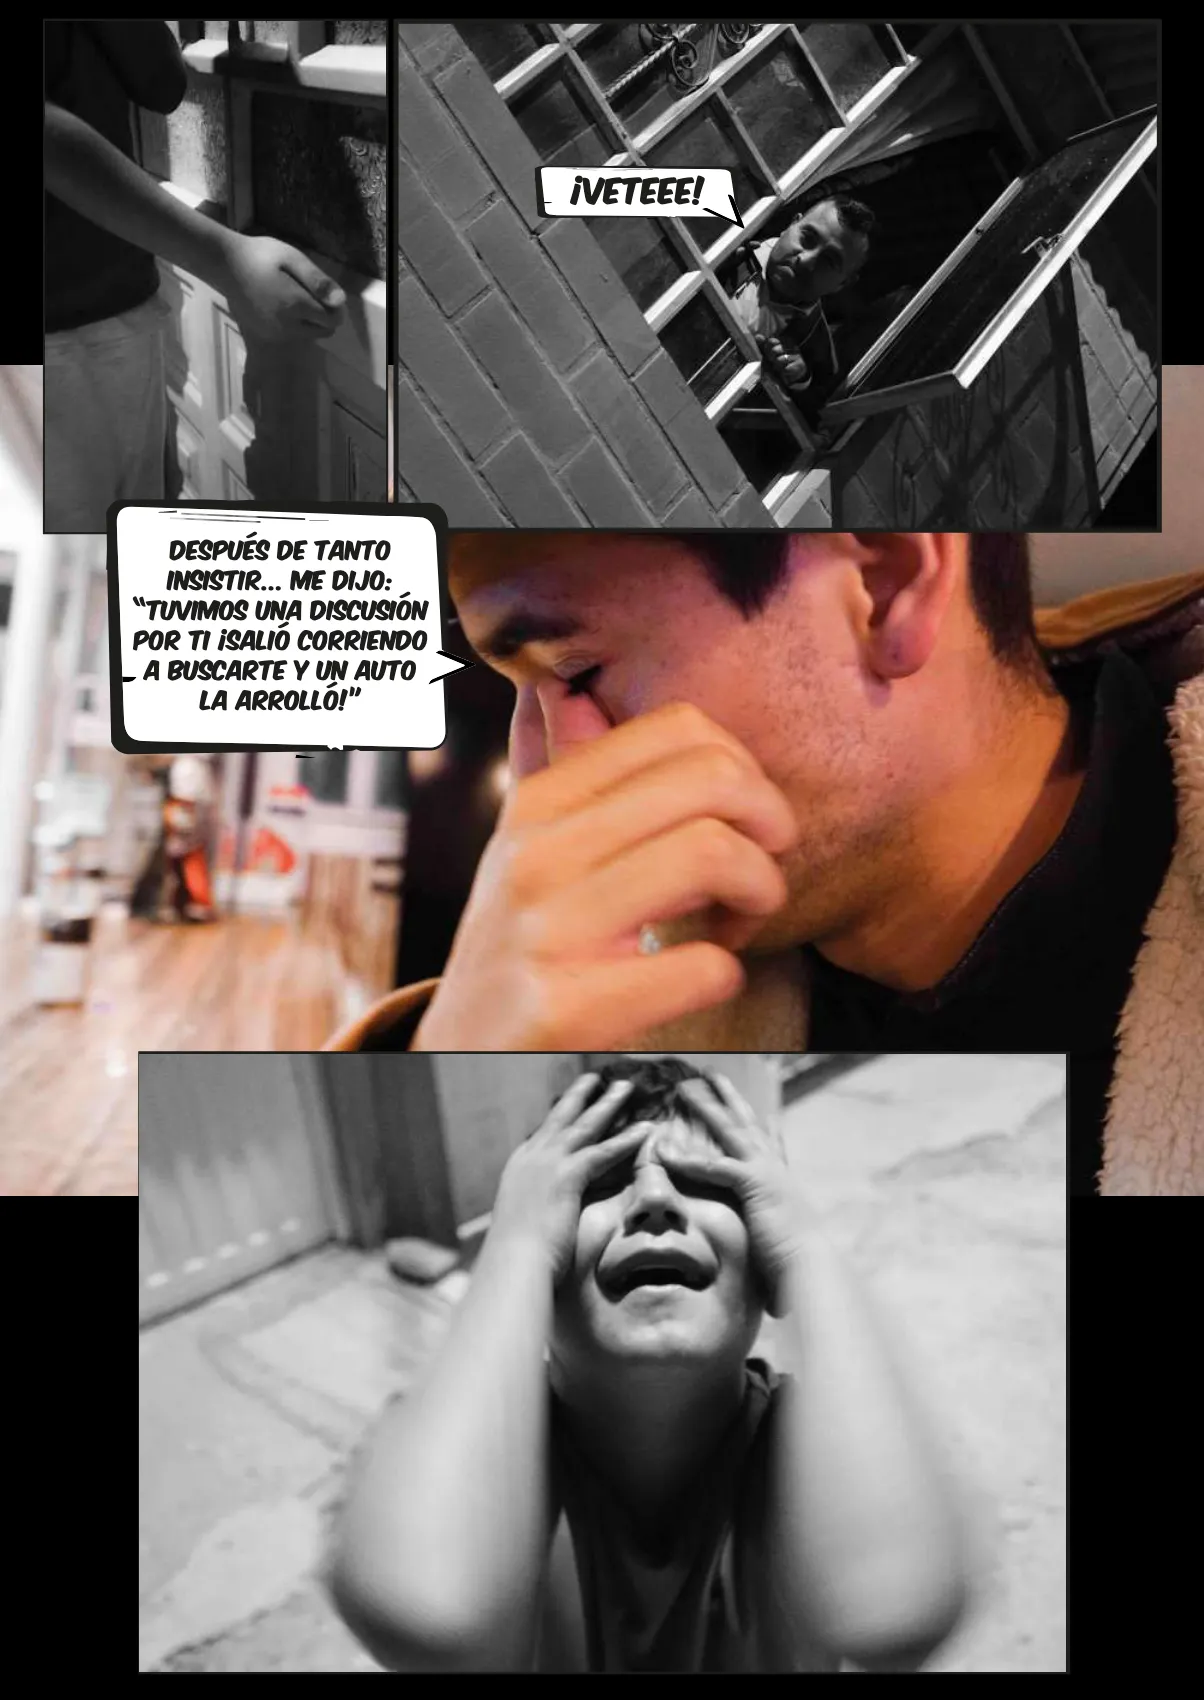 ¡VETEEE!
DESPUÉS DE TANTO
INSISTIR... ME DIJO:
“TUVIMOS UNA DISCUSIÓN
POR TI ¡SALIÓ CORRIENDO
A BUSCARTE Y UN AUTO
LA ARROLLÓ!”